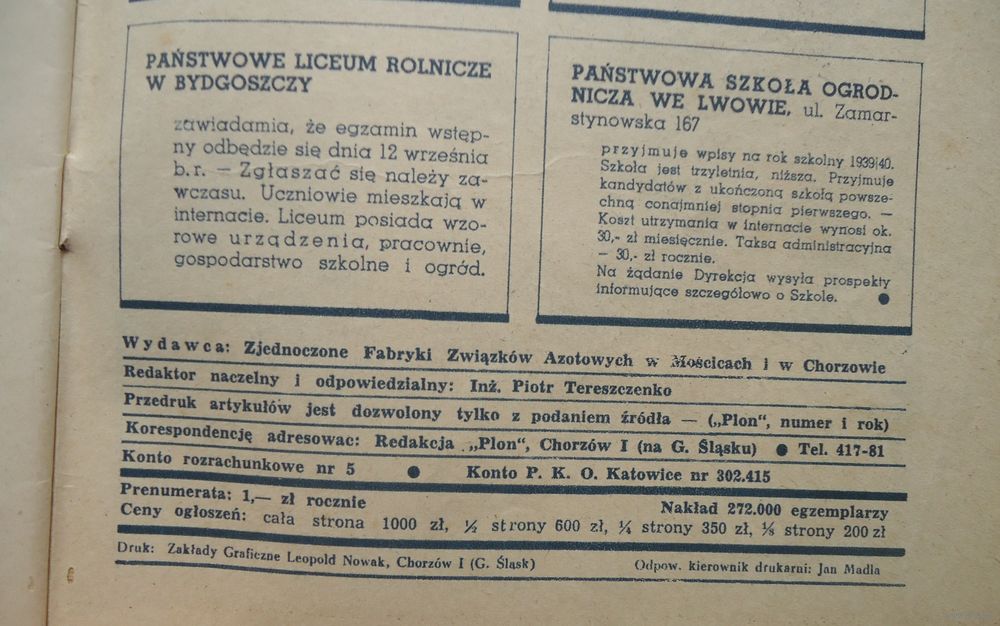 PAŃSTWOWE LICEUM ROLNICZE
W BYDGOSZCZY
zawiadamia, że egzamin wstęp-
ny odbędzie się dnia 12 września
b.r. — Zgłaszać się należy za-
wczasu. Uczniowie mieszkają w
internacie. Liceum posiada wzo-
rowe urządzenia, pracownie,
gospodarstwo szkolne i ogród.
PAŃSTWOWA SZKOŁA OGROD-
NICZA WE LWOWIE, ul. Zamar-
stynowska 167
przyjmuje wpisy na rok szkolny 1939/40.
Szkoła jest trzyletnia, niższa. Przyjmuje
kandydatów z ukończoną szkołą powsze-
chną conajmniej stopnia pierwszego. —
Koszt utrzymania w internacie wynosi ok.
30,- zł miesięcznie. Taksa administracyjna
— 30,- zł rocznie.
Na żądanie Dyrekcja wysyła prospekty
informujące szczegółowo o Szkole. ●
Wydawca: Zjednoczone Fabryki Związków Azotowych w Mościcach i w Chorzowie
Redaktor naczelny i odpowiedzialny: Inż. Piotr Tereszczenko
Przedruk artykułów jest dozwolony tylko z podaniem źródła — („Plon“, numer i rok)
Korespondencję adresowac: Redakcja „Plon“, Chorzów I (na G. Śląsku) ● Tel. 417-81
Konto rozrachunkowe nr 5 ● Konto P. K. O. Katowice nr 302.415
Prenumerata: 1,— zł rocznie Nakład 272.000 egzemplarzy
Ceny ogłoszeń: cała strona 1000 zł, ½ strony 600 zł, ¼ strony 350 zł, ⅛ strony 200 zł
Druk: Zakłady Graficzne Leopold Nowak, Chorzów I (G. Śląsk) Odpow. kierownik drukarni: Jan Madla